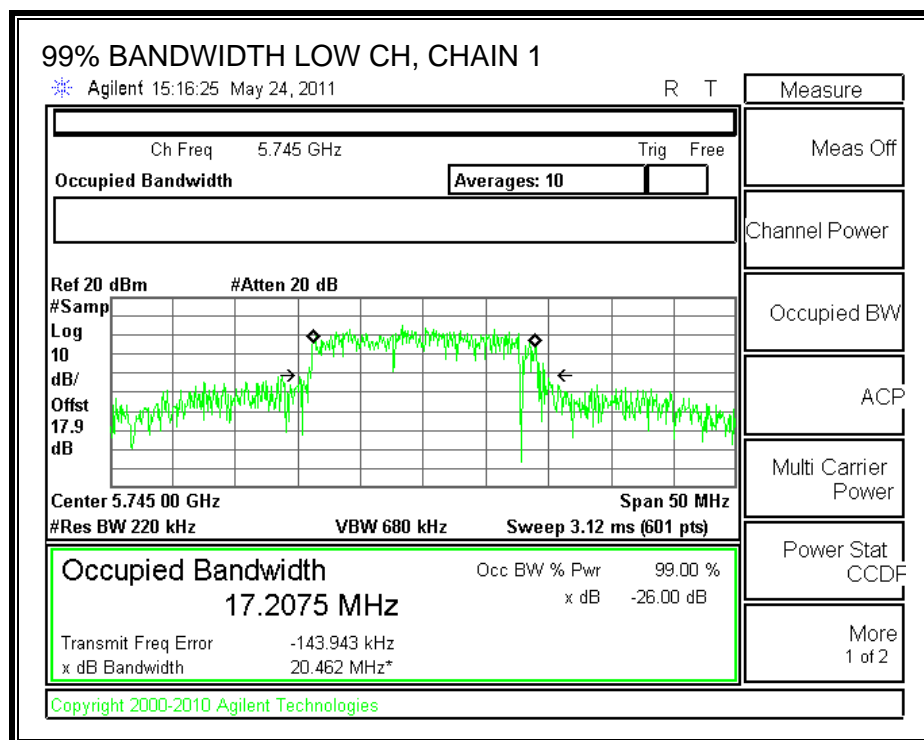 99% BANDWIDTH LOW CH, CHAIN 1
Agilent 15:16:25 May 24, 2011 R T
Measure
Ch Freq 5.745 GHz Trig Free
Occupied Bandwidth Averages: 10
Ref 20 dBm #Atten 20 dB
#Samp
Log
10
dB/
Offst
17.9
dB
Center 5.745 00 GHz Span 50 MHz
#Res BW 220 kHz VBW 680 kHz Sweep 3.12 ms (601 pts)
Occupied Bandwidth Occ BW % Pwr 99.00 %
17.2075 MHz x dB -26.00 dB
Transmit Freq Error -143.943 kHz
x dB Bandwidth 20.462 MHz*
Copyright 2000-2010 Agilent Technologies
Meas Off
Channel Power
Occupied BW
ACP
Multi Carrier
Power
Power Stat
CCDF
More
1 of 2